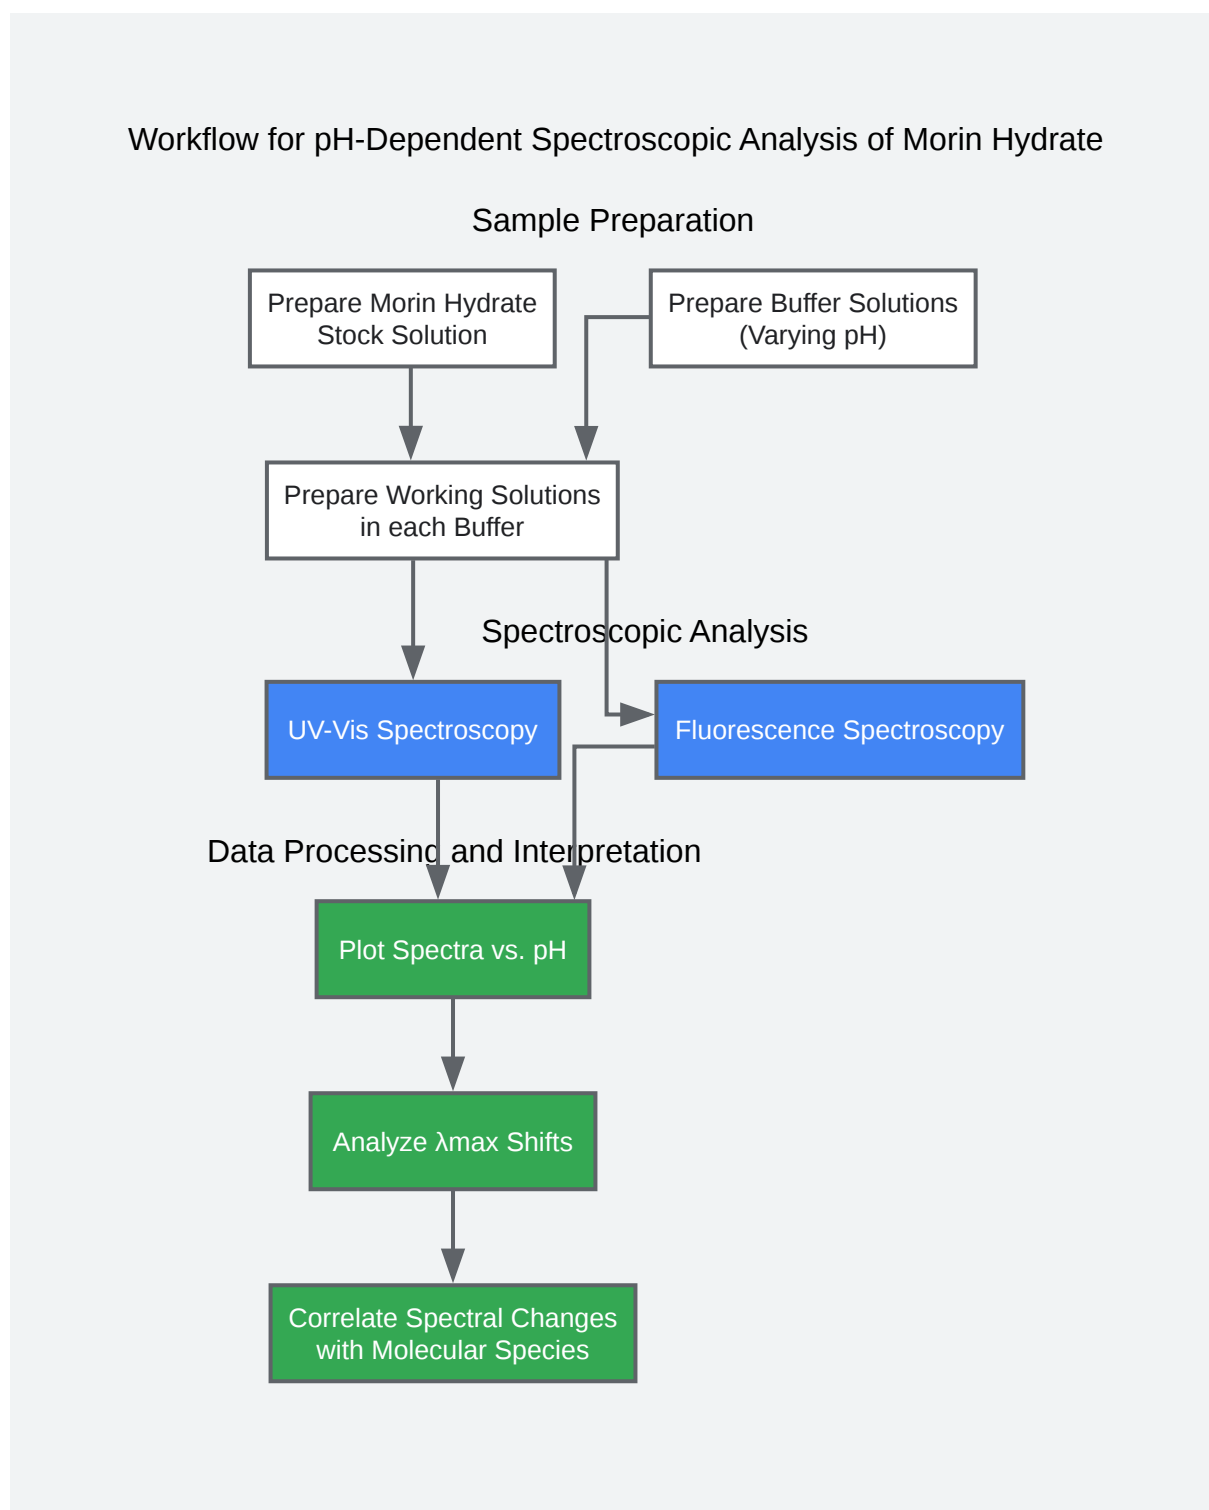 Workflow for pH-Dependent Spectroscopic Analysis of Morin Hydrate
Sample Preparation
Prepare Morin Hydrate
Stock Solution
Prepare Buffer Solutions
(Varying pH)
Prepare Working Solutions
in each Buffer
Spectroscopic Analysis
UV-Vis Spectroscopy
Fluorescence Spectroscopy
Data Processing and Interpretation
Plot Spectra vs. pH
Analyze λmax Shifts
Correlate Spectral Changes
with Molecular Species